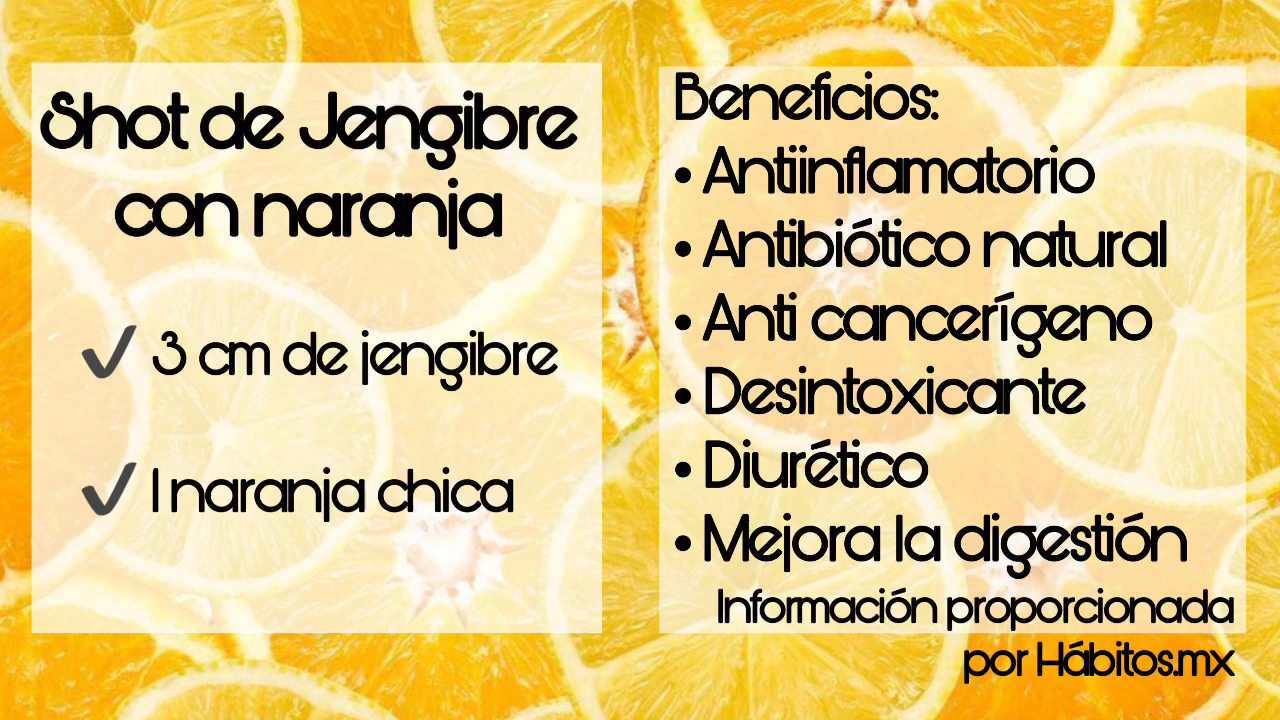 Shot de Jengibre
con naranja
✔ 3 cm de jengibre
✔ 1 naranja chica
Beneficios:
• Antiinflamatorio
• Antibiótico natural
• Anti cancerígeno
• Desintoxicante
• Diurético
• Mejora la digestión
Información proporcionada
por Hábitos.mx